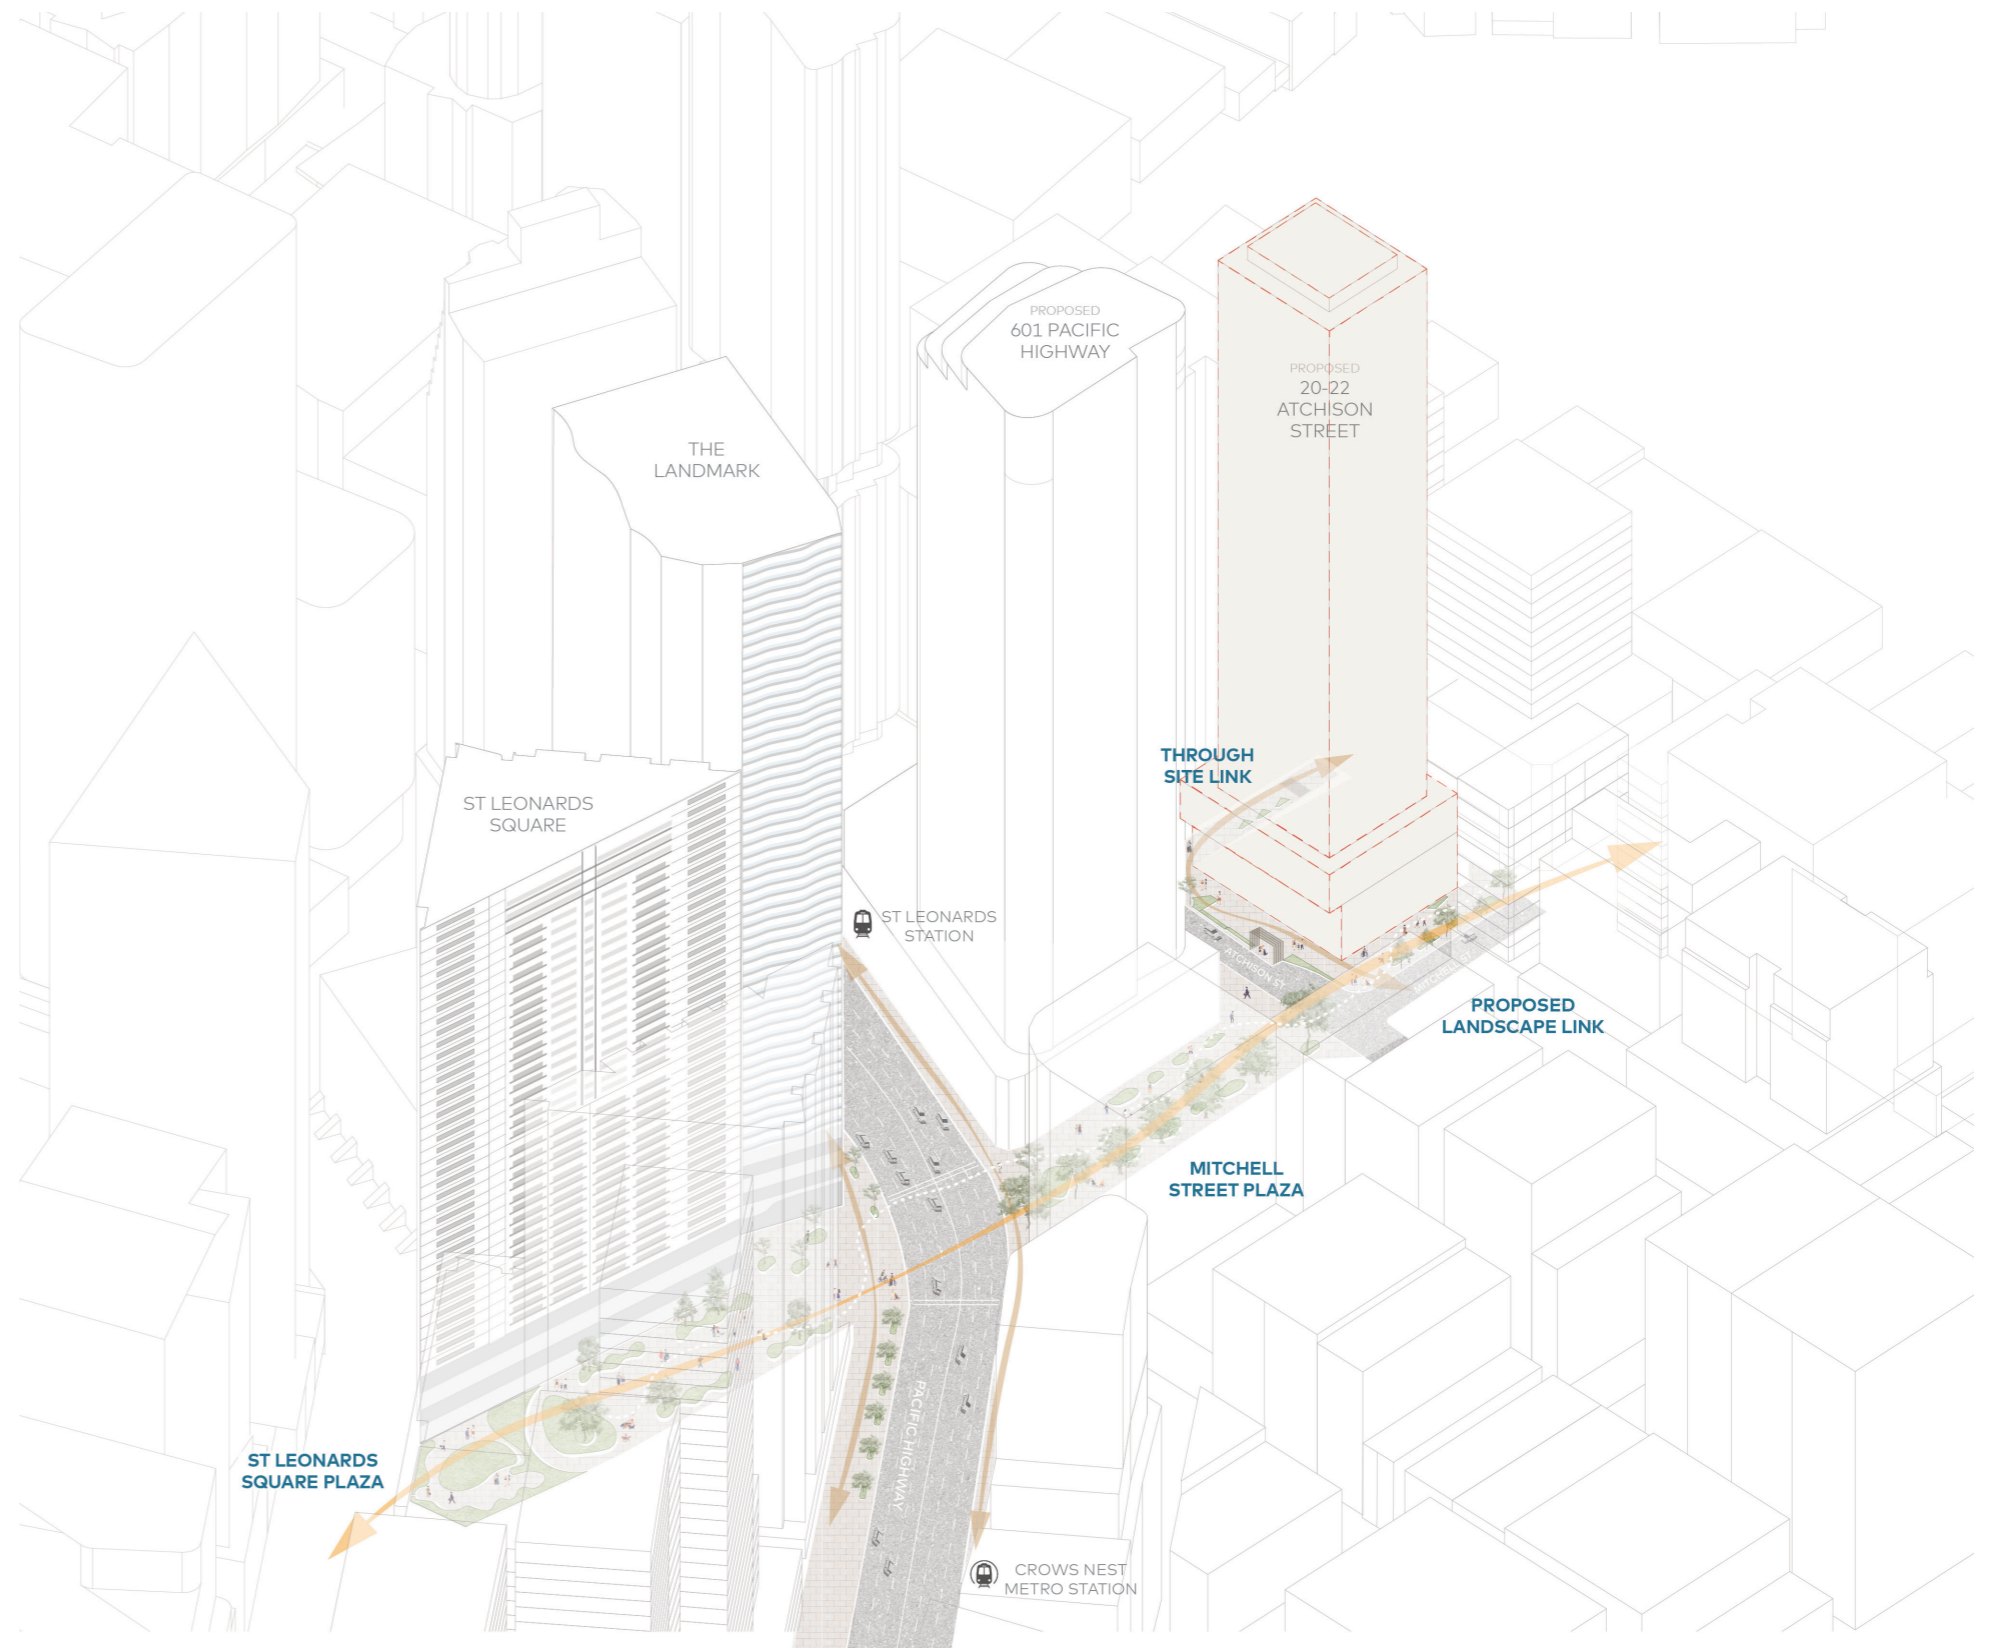 PROPOSED
601 PACIFIC
HIGHWAY
PROPOSED
20-22
ATCHISON
STREET
THE
LANDMARK
THROUGH
SITE LINK
ST LEONARDS
SQUARE
ST LEONARDS
STATION
ATCHISON ST
MITCHELL ST
PROPOSED
LANDSCAPE LINK
MITCHELL
STREET PLAZA
PACIFIC HIGHWAY
ST LEONARDS
SQUARE PLAZA
CROWS NEST
METRO STATION